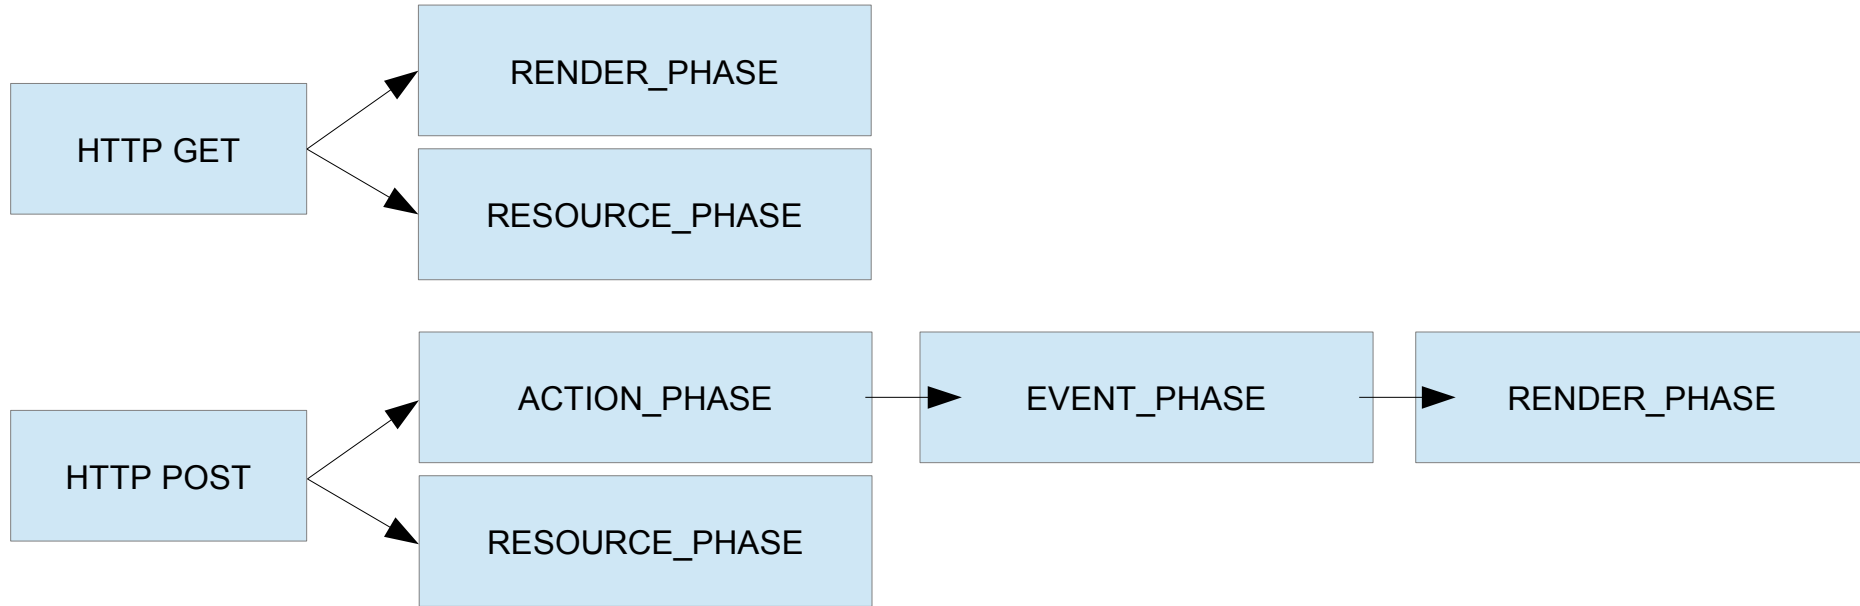 RENDER_PHASE
HTTP GET
RESOURCE_PHASE
ACTION_PHASE
EVENT_PHASE
RENDER_PHASE
HTTP POST
RESOURCE_PHASE